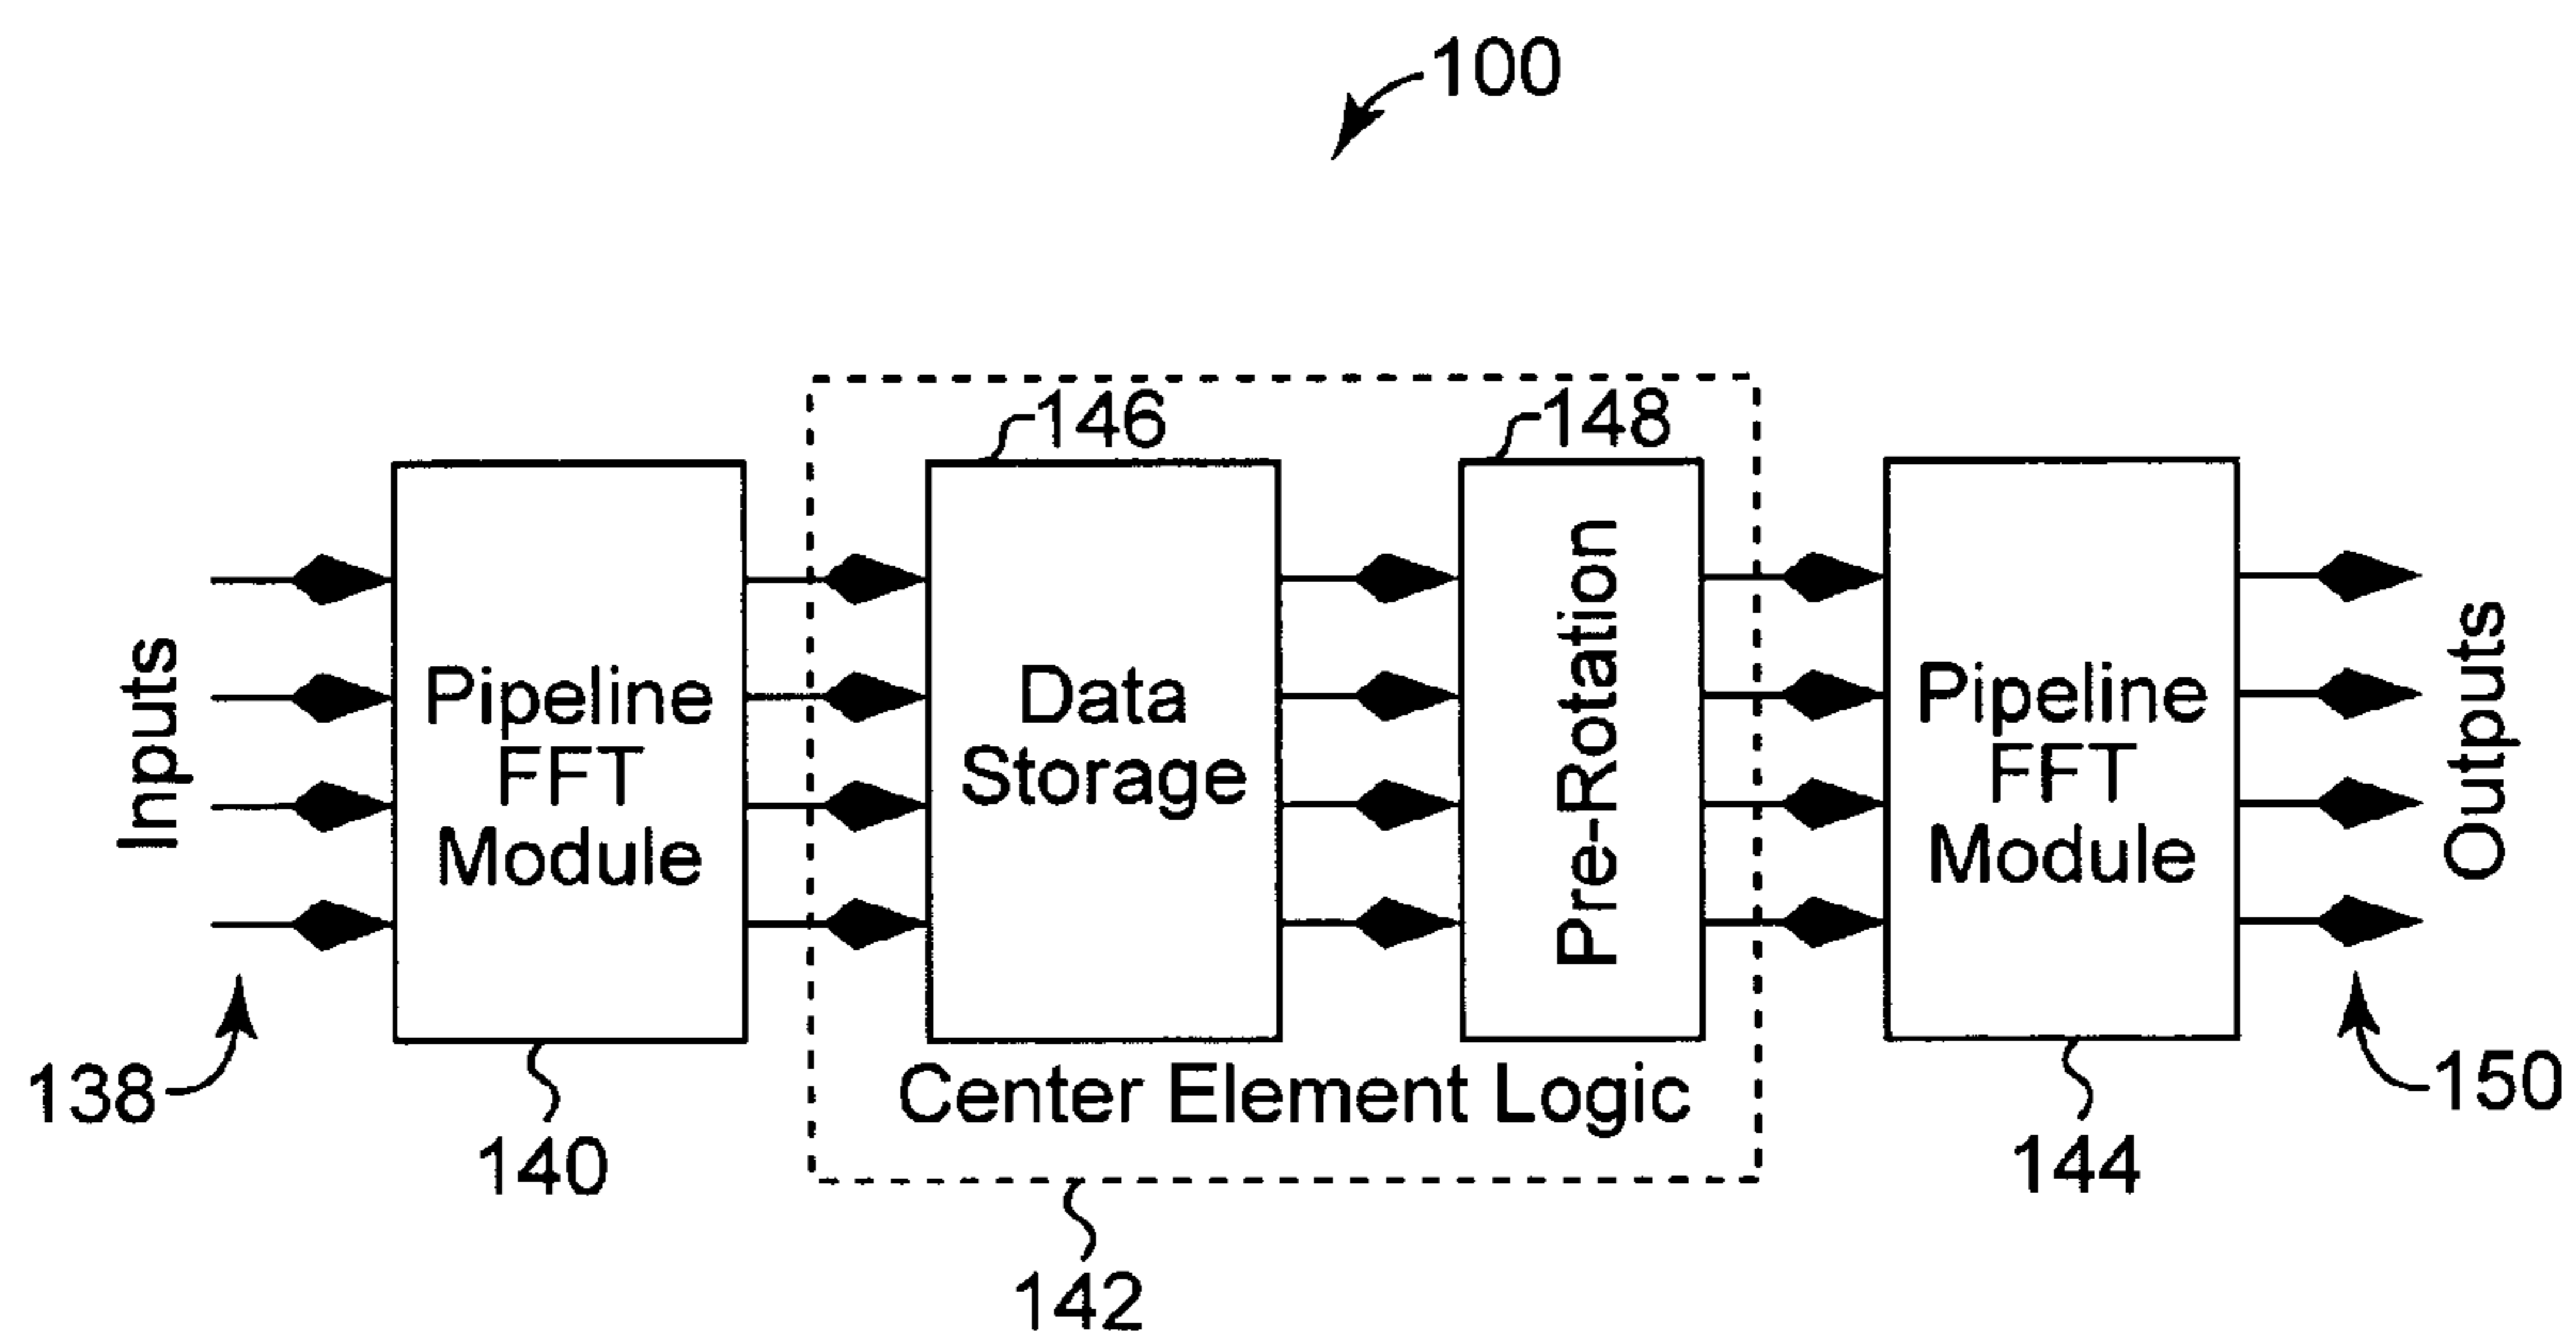 100
146
148
Inputs
Pipeline
FFT
Module
Data
Storage
Pre-Rotation
Pipeline
FFT
Module
Outputs
Center Element Logic
138
140
142
144
150